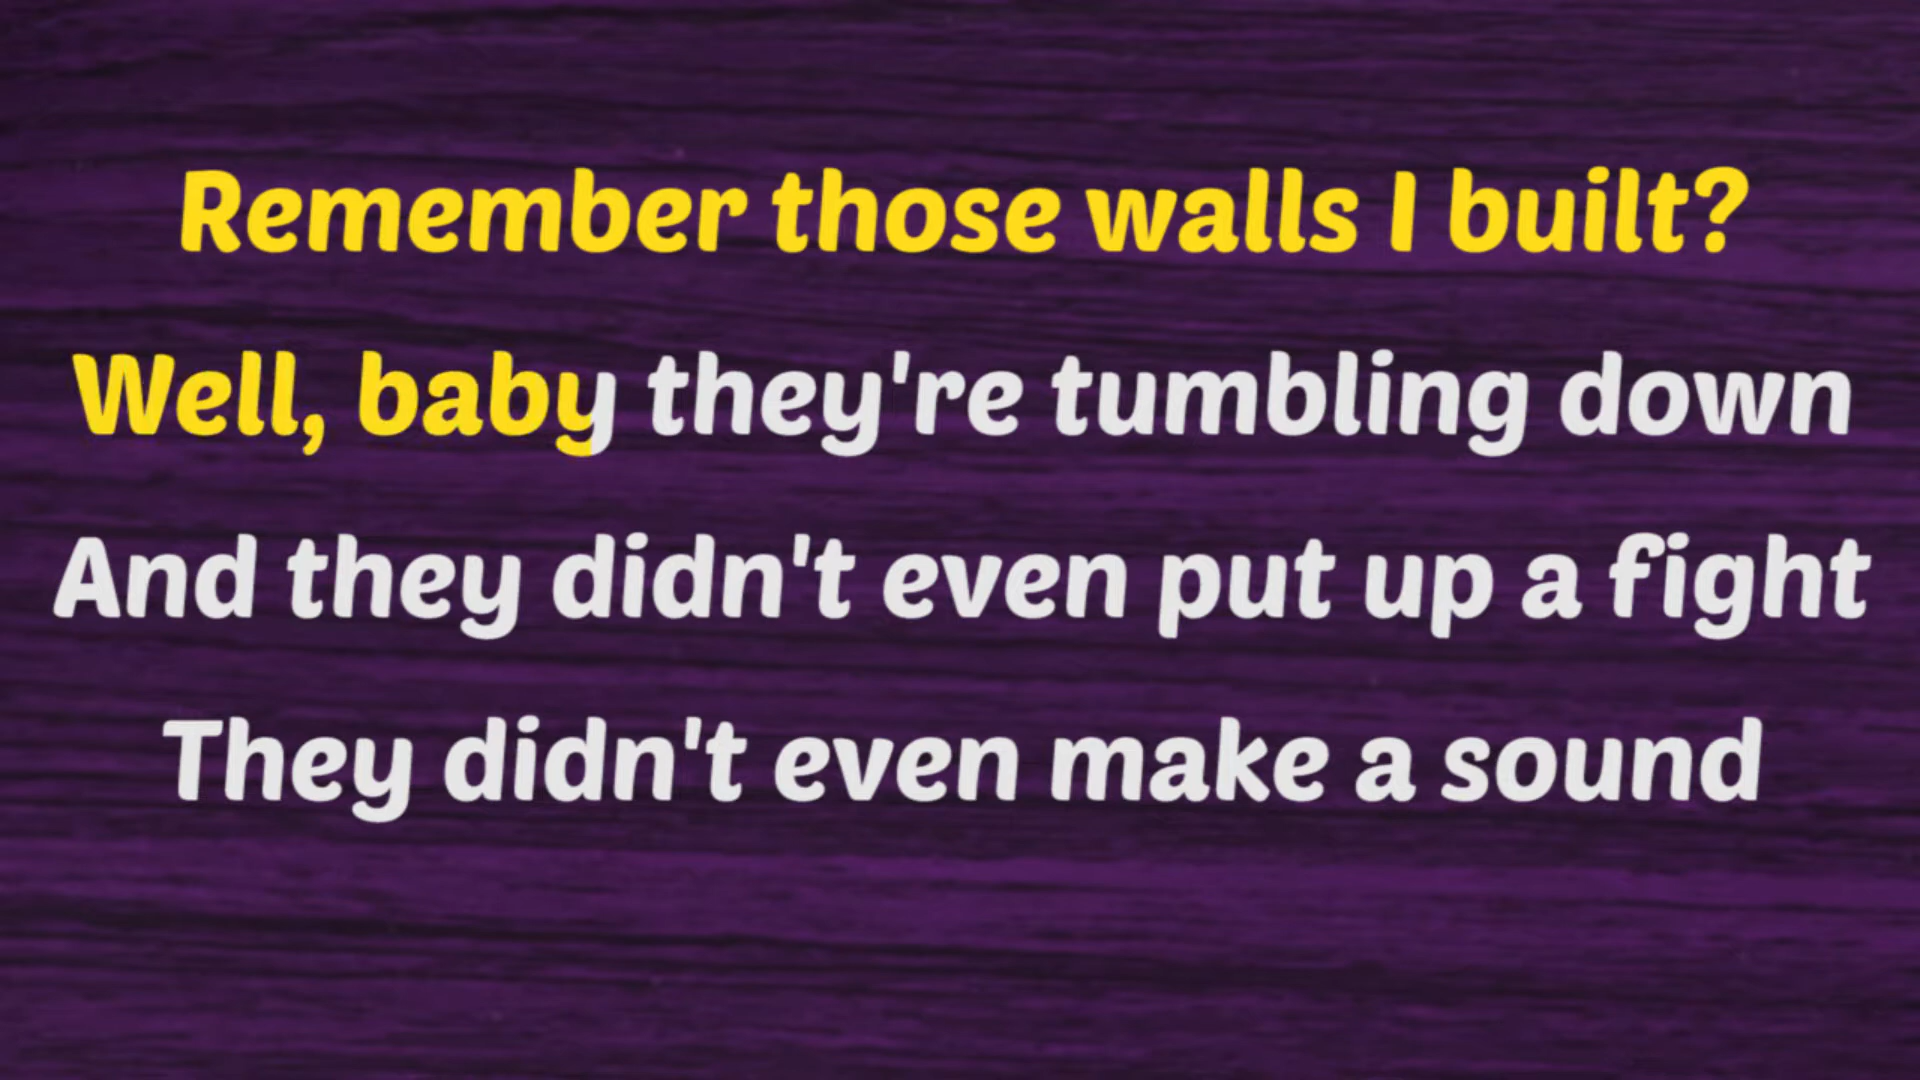 Remember those walls I built?
Well, baby they're tumbling down
And they didn't even put up a fight
They didn't even make a sound